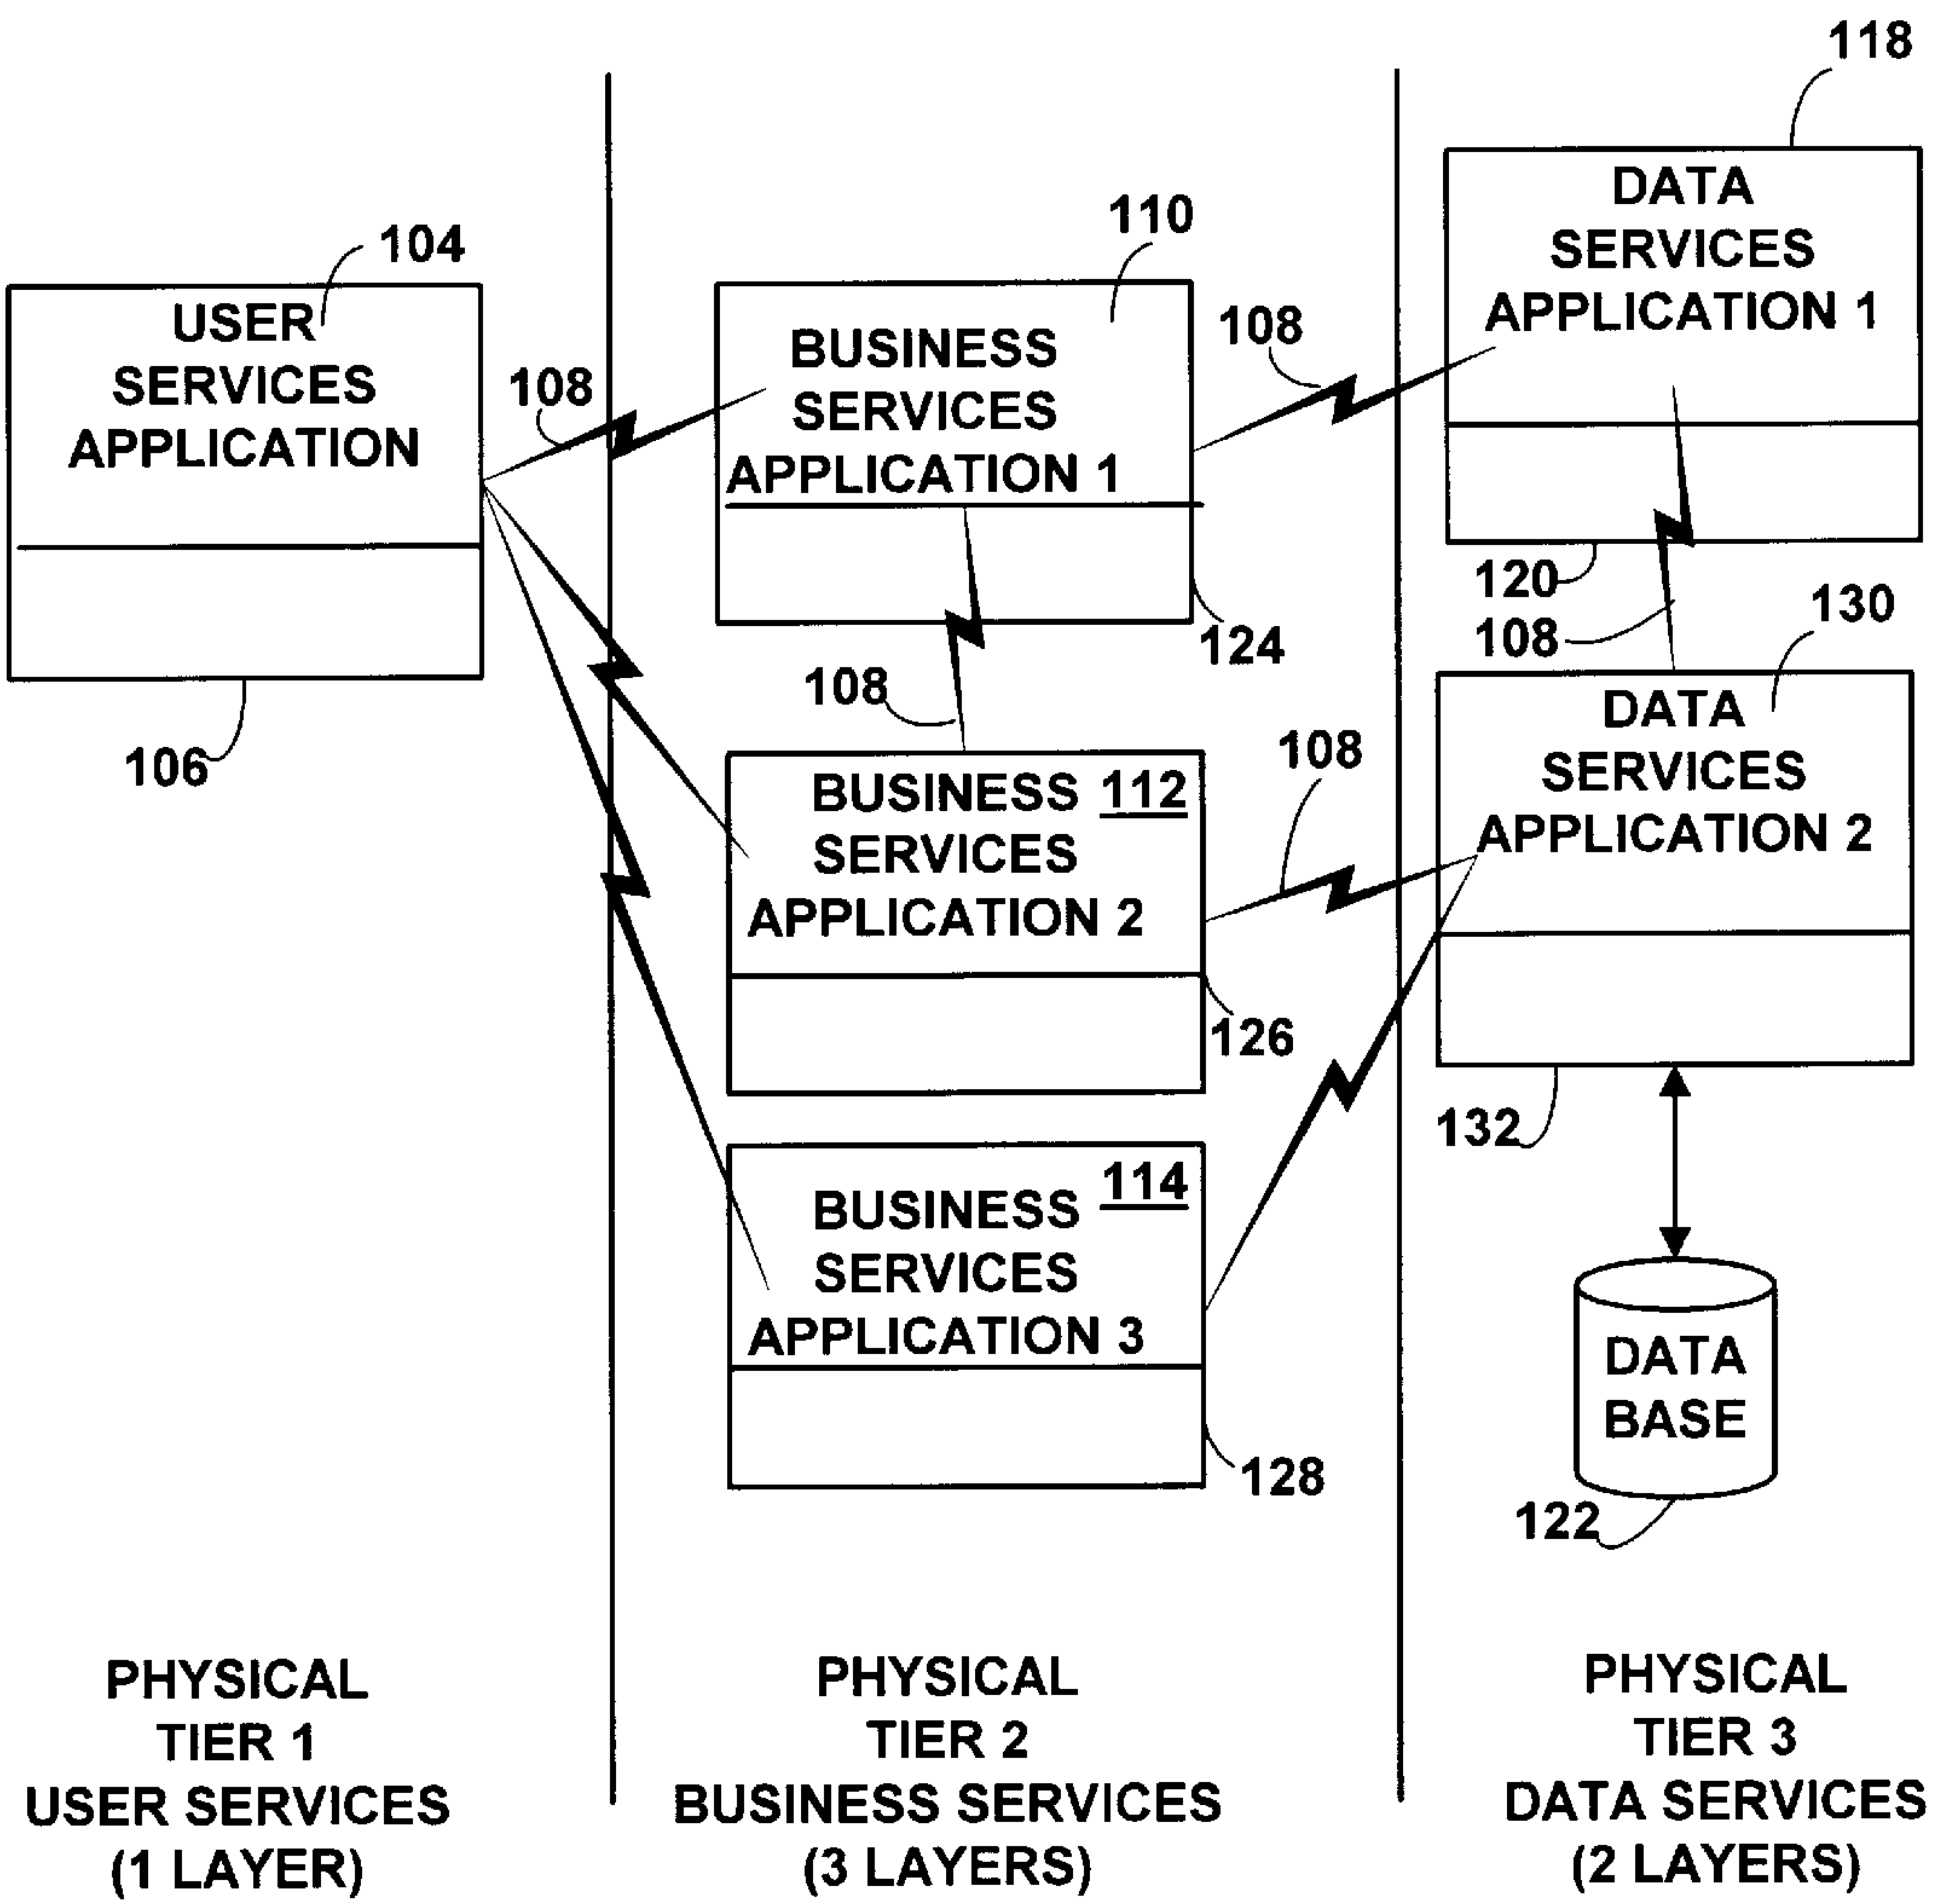 118
DATA
SERVICES
APPLICATION 1
110
104
USER
SERVICES
APPLICATION
108
BUSINESS
SERVICES
APPLICATION 1
108
120
130
108
124
106
108
DATA
SERVICES
APPLICATION 2
BUSINESS 112
SERVICES
APPLICATION 2
108
126
132
BUSINESS 114
SERVICES
APPLICATION 3
128
DATA
BASE
122
PHYSICAL
TIER 1
USER SERVICES
(1 LAYER)
PHYSICAL
TIER 2
BUSINESS SERVICES
(3 LAYERS)
PHYSICAL
TIER 3
DATA SERVICES
(2 LAYERS)